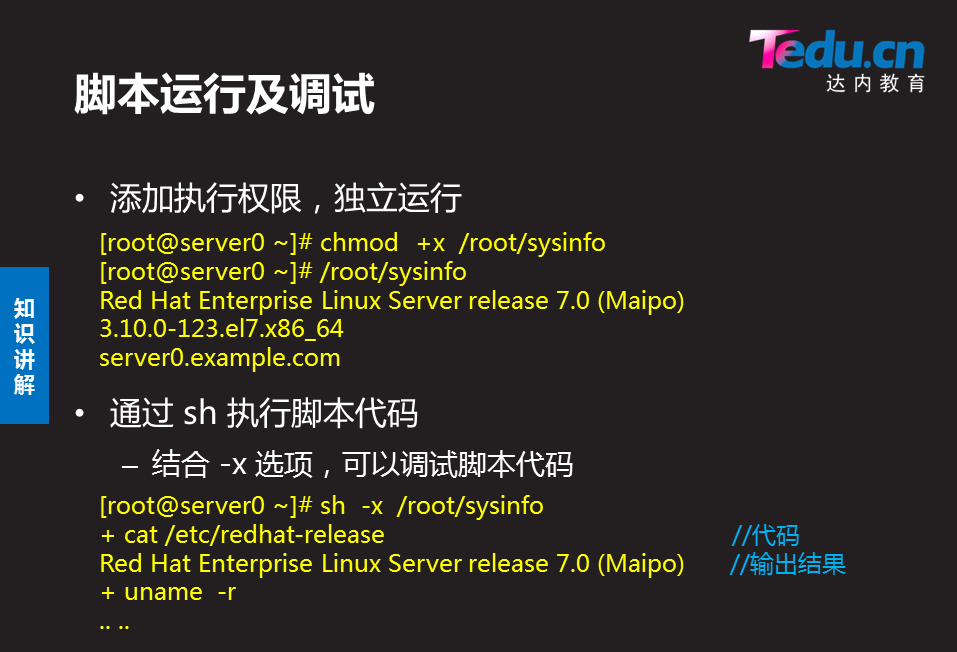 Tedu.cn
达内教育
脚本运行及调试
• 添加执行权限，独立运行
[root@server0 ~]# chmod  +x  /root/sysinfo
[root@server0 ~]# /root/sysinfo
Red Hat Enterprise Linux Server release 7.0 (Maipo)
3.10.0-123.el7.x86_64
server0.example.com
知识讲解
• 通过 sh 执行脚本代码
– 结合 -x 选项，可以调试脚本代码
[root@server0 ~]# sh  -x  /root/sysinfo
+ cat /etc/redhat-release //代码
Red Hat Enterprise Linux Server release 7.0 (Maipo) //输出结果
+ uname  -r
.. ..